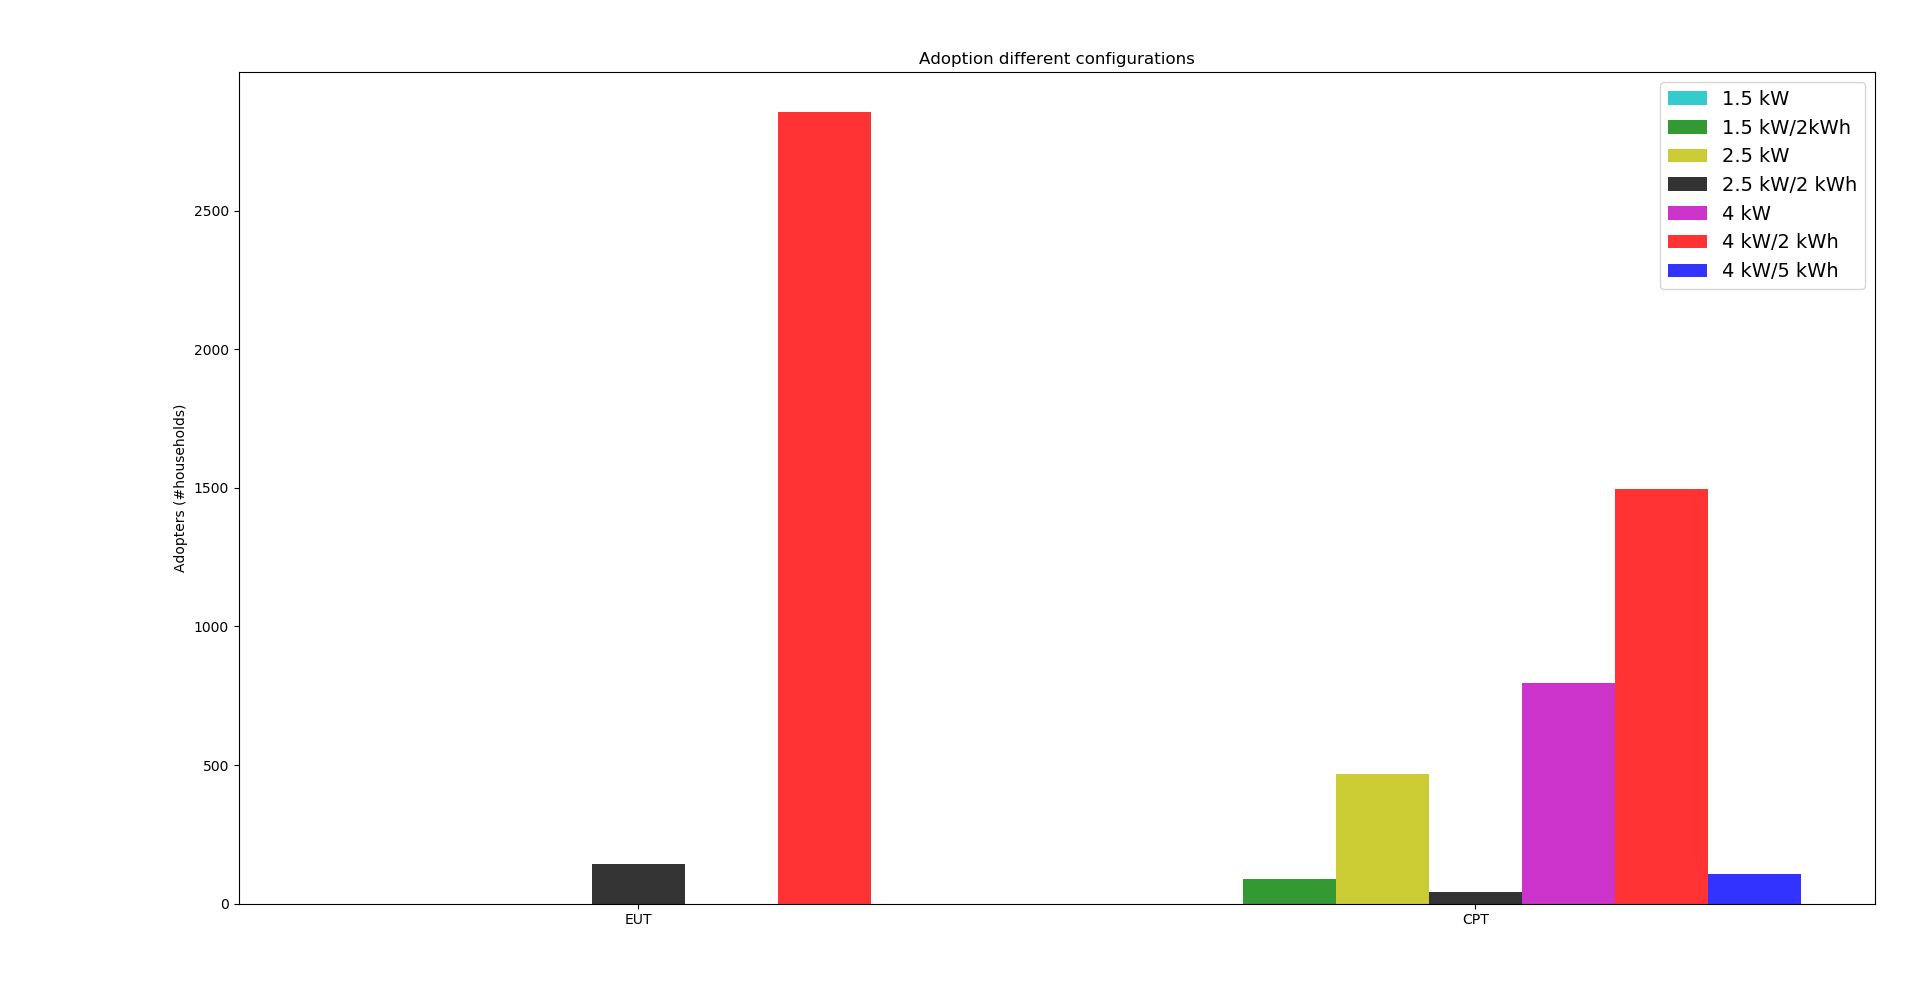 Adoption different configurations
1.5 kW
1.5 kW/2kWh
2.5 kW
2.5 kW/2 kWh
4 kW
4 kW/2 kWh
4 kW/5 kWh
Adopters (#households)
2500
2000
1500
1000
500
0
EUT
CPT